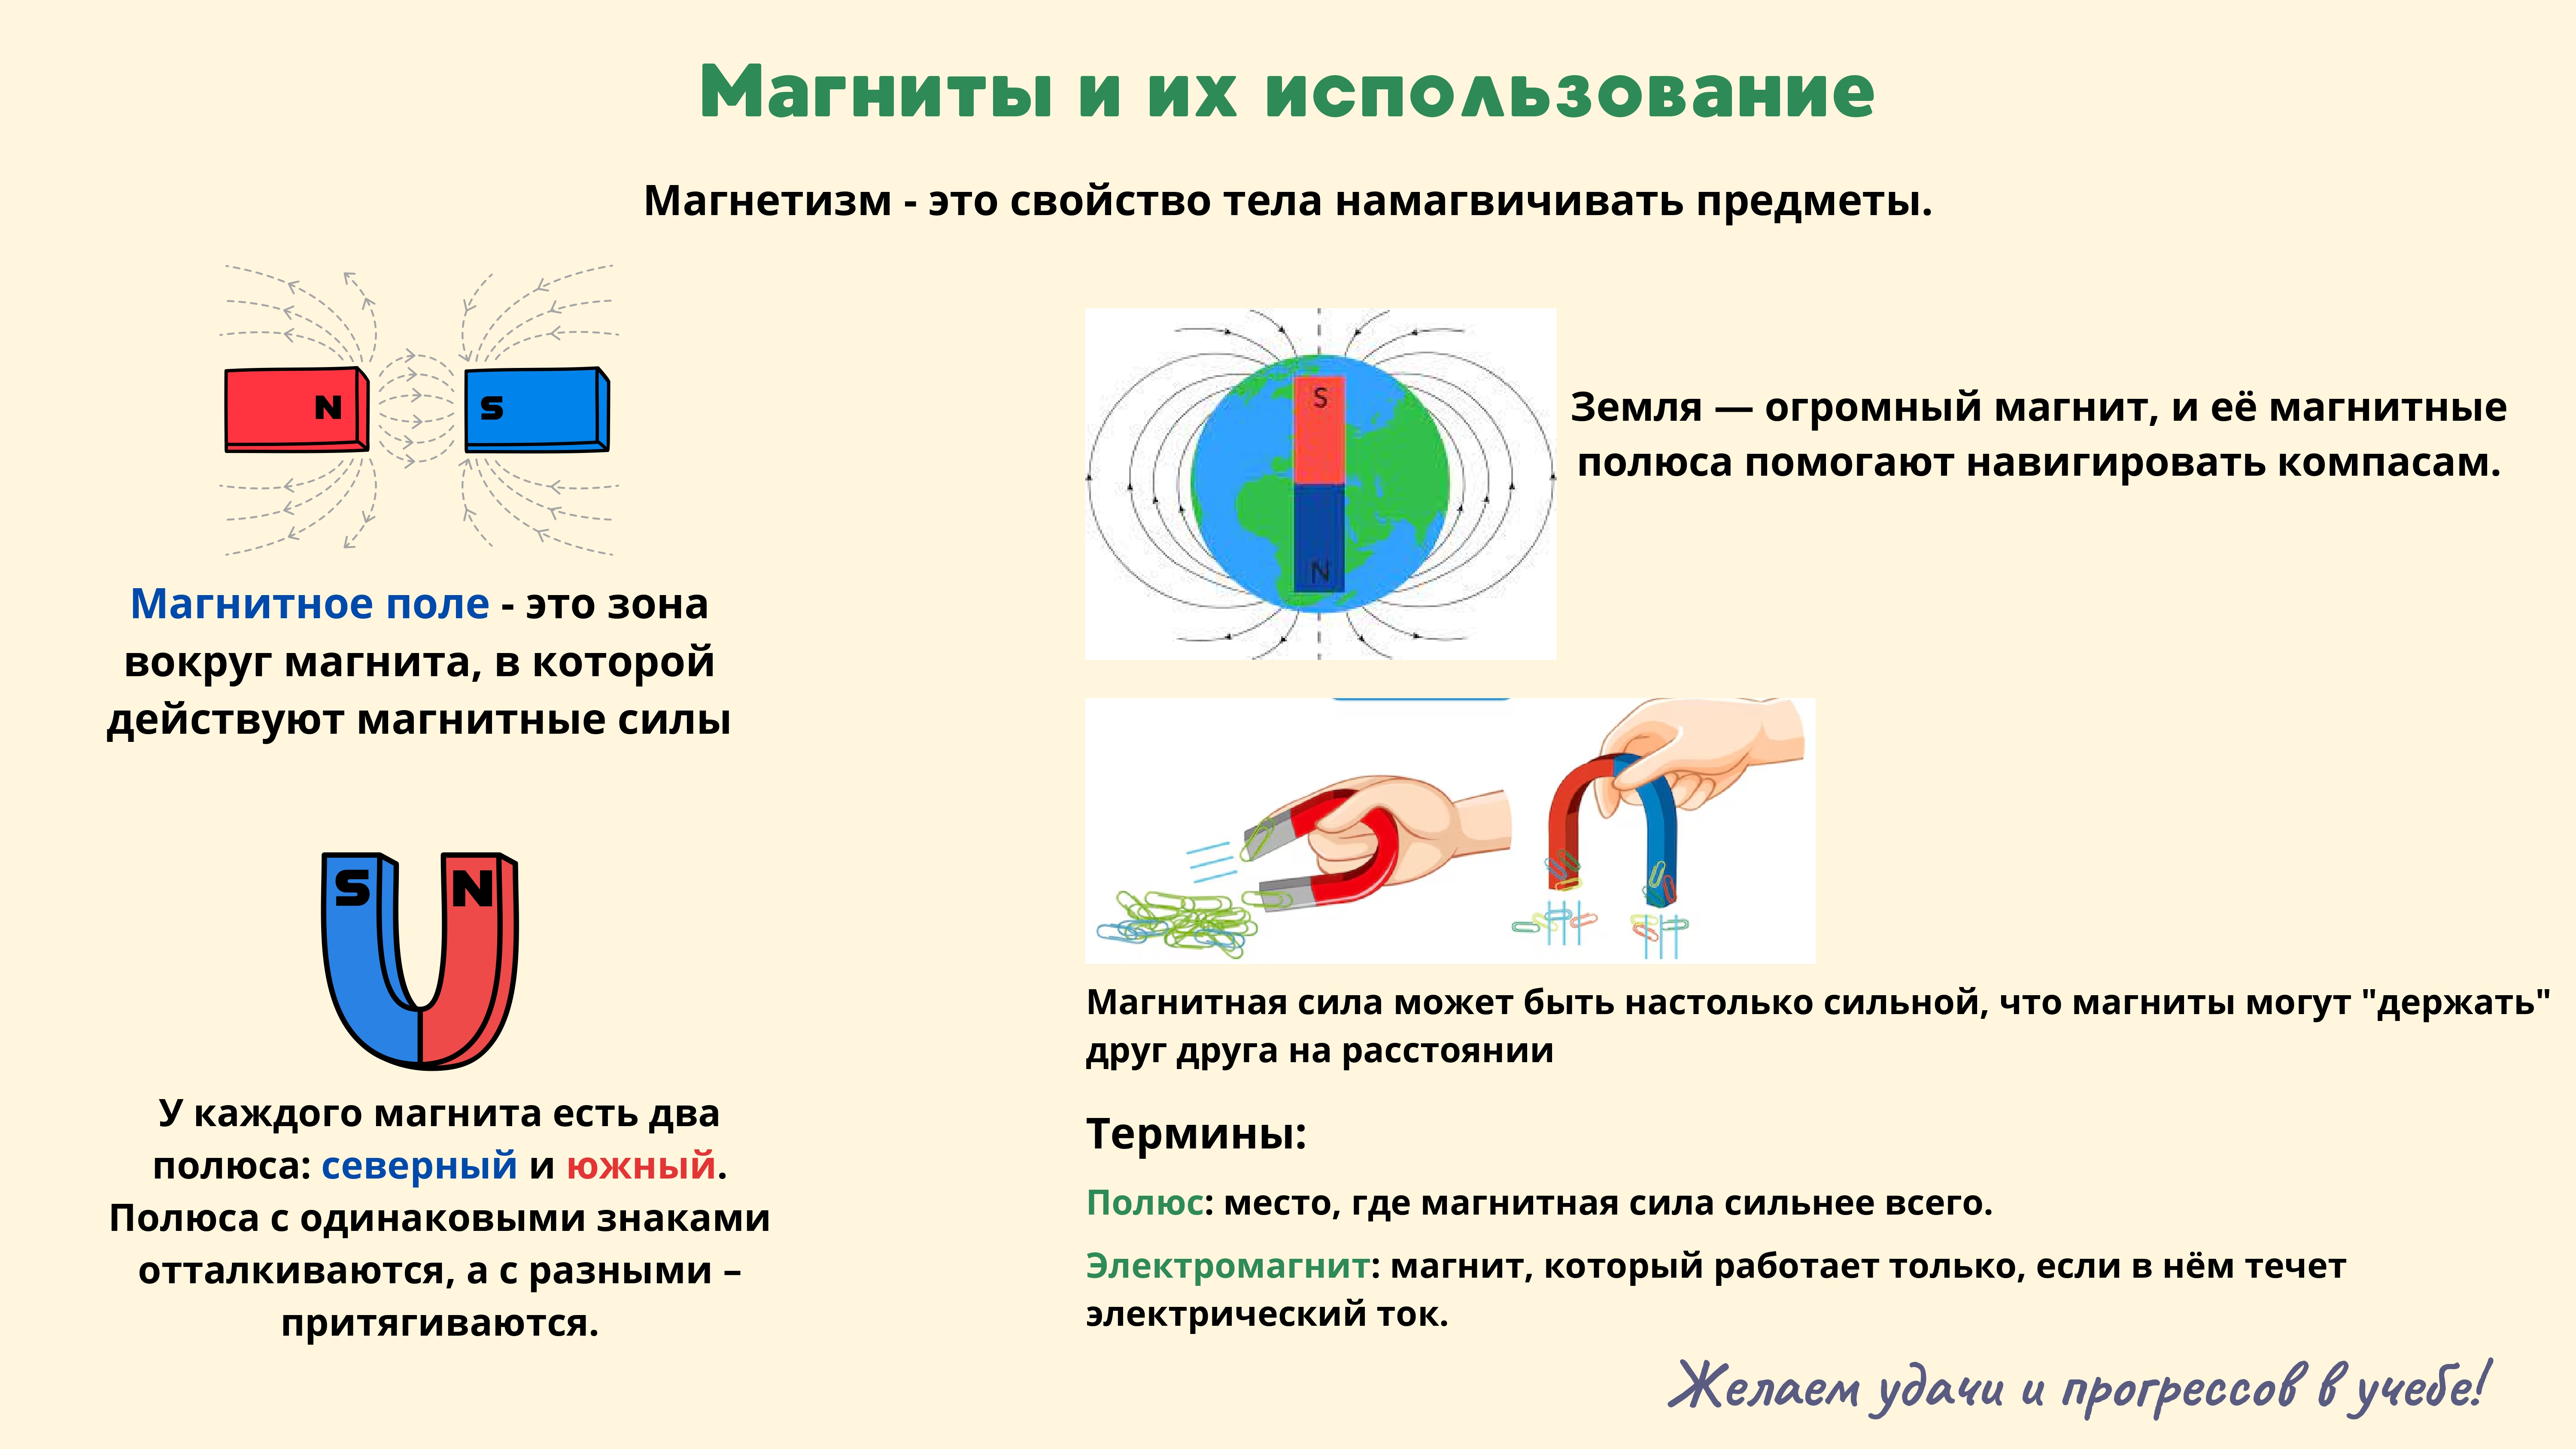 Магниты и их использование
Магнетизм - это свойство тела намагвичивать предметы.
N
S
Магнитное поле - это зона
вокруг магнита, в которой
действуют магнитные силы
S
N
У каждого магнита есть два
полюса: северный и южный.
Полюса с одинаковыми знаками
отталкиваются, а с разными –
притягиваются.
S
N
Земля — огромный магнит, и её магнитные
полюса помогают навигировать компасам.
Магнитная сила может быть настолько сильной, что магниты могут "держать"
друг друга на расстоянии
Термины:
Полюс: место, где магнитная сила сильнее всего.
Электромагнит: магнит, который работает только, если в нём течет
электрический ток.
Желаем удачи и прогрессов в учебе!